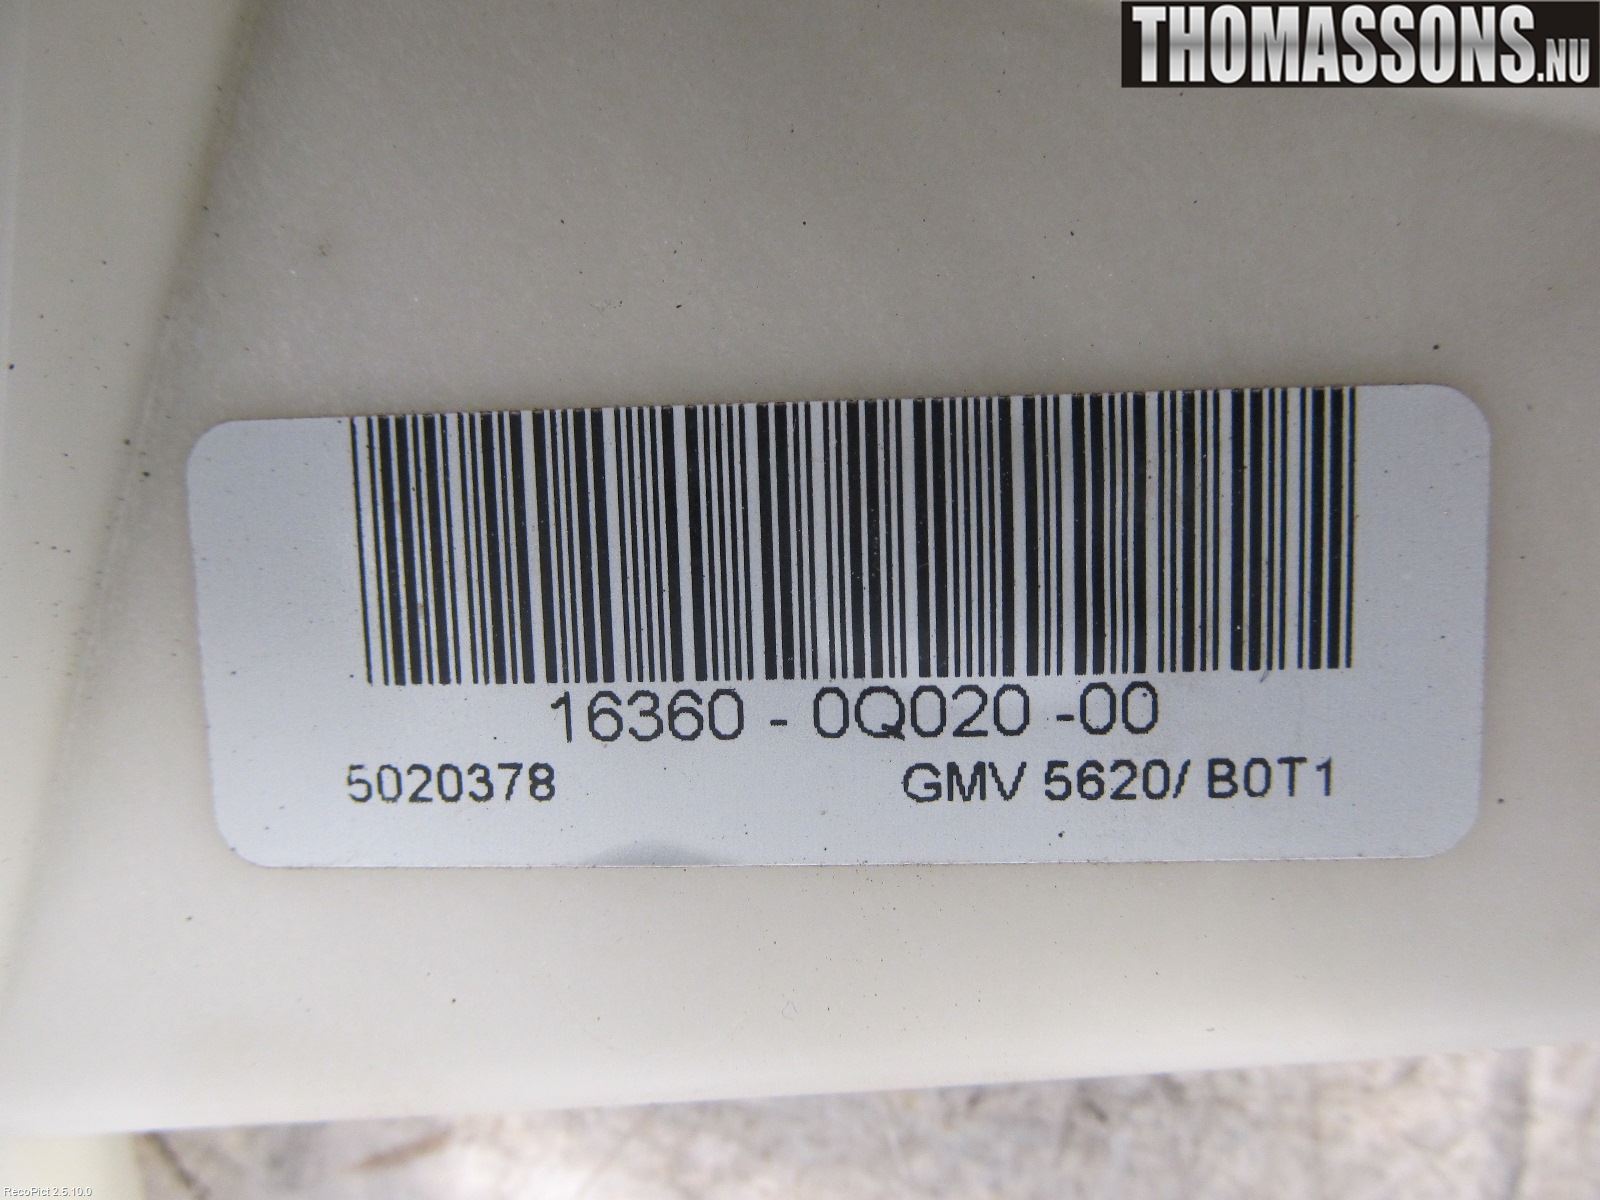 THOMASSONS.NU
16360 - 0Q020 -00
5020378 GMV 5620/ B0T1
RecoPict 2.5.10.0